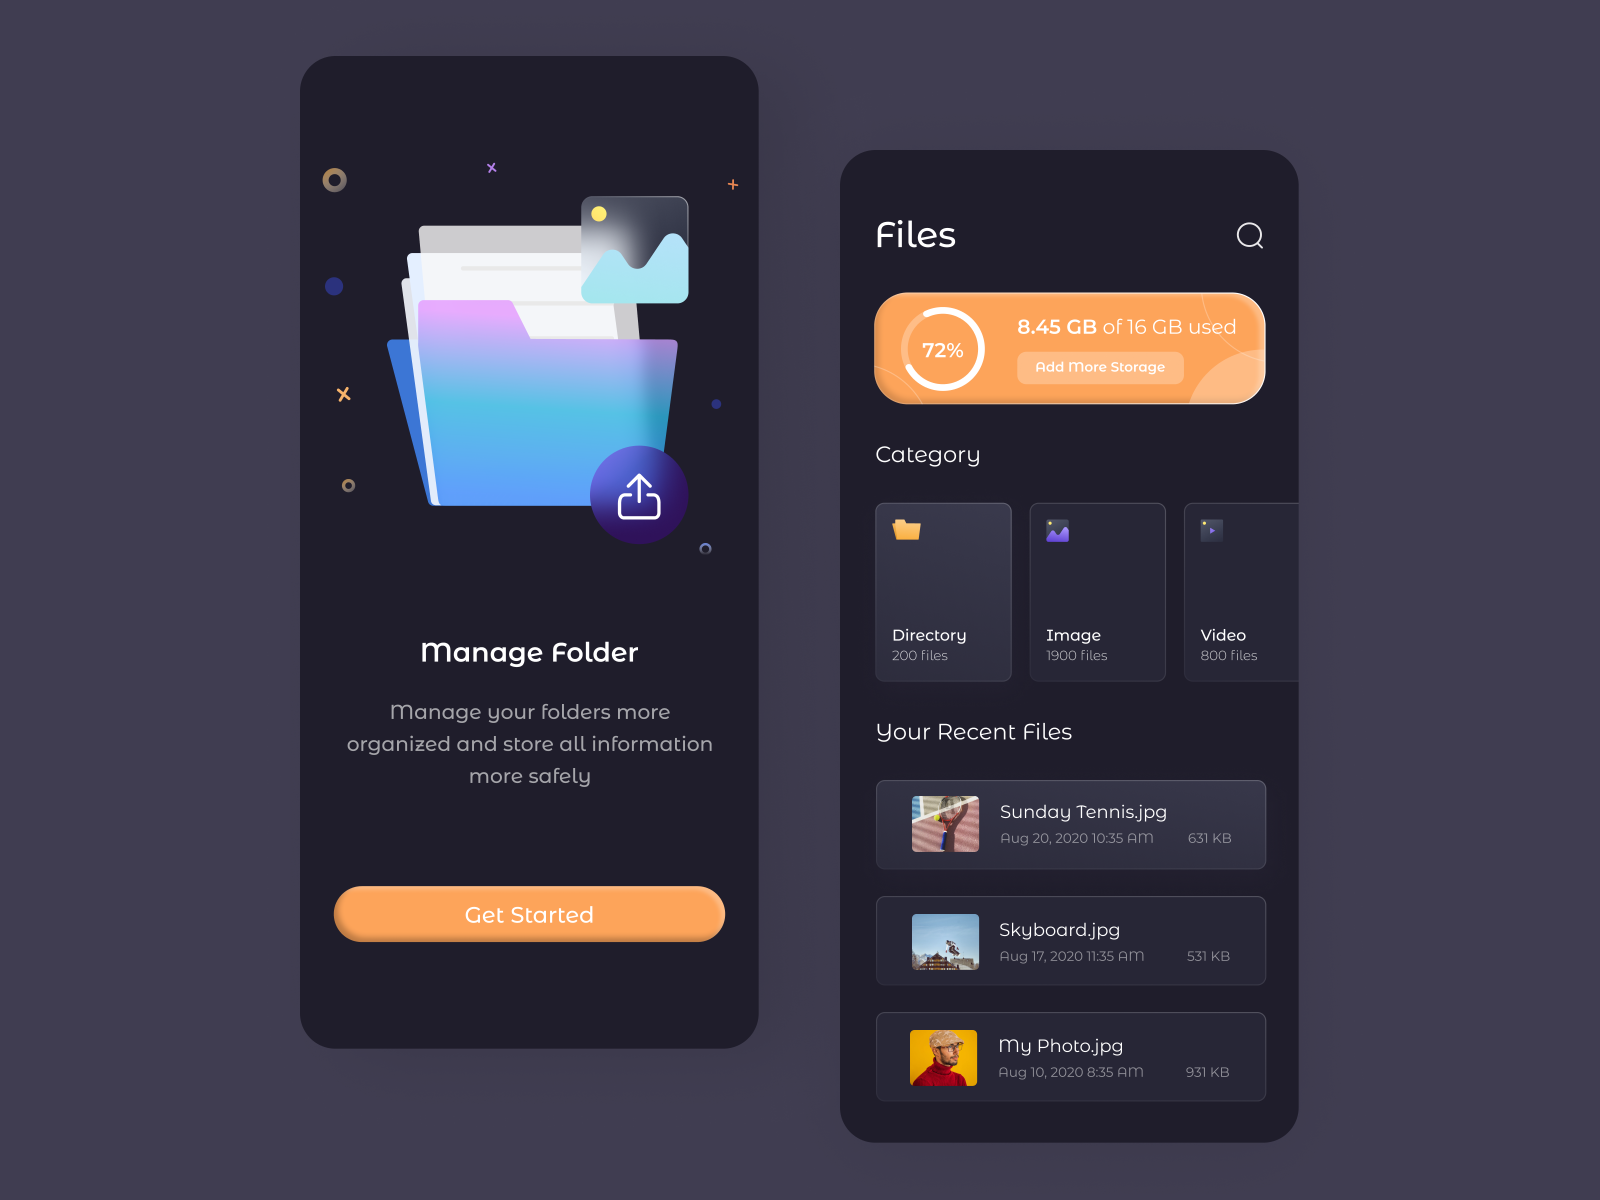 Manage Folder
Manage your folders more
organized and store all information
more safely
Get Started
Files
72%
8.45 GB of 16 GB used
Add More Storage
Category
Directory
200 files
Image
1900 files
Video
800 files
Your Recent Files
Sunday Tennis.jpg
Aug 20, 2020 10:35 AM 631 KB
Skyboard.jpg
Aug 17, 2020 11:35 AM 531 KB
My Photo.jpg
Aug 10, 2020 8:35 AM 931 KB